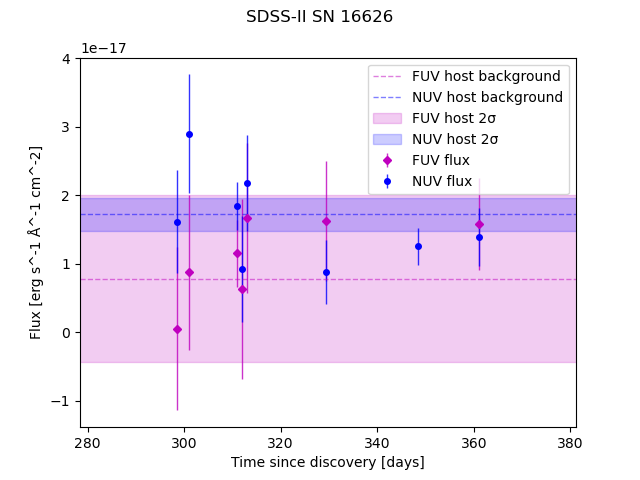 SDSS-II SN 16626
1e−17
4
3
2
1
0
−1
Flux [erg s^-1 Å^-1 cm^-2]
FUV host background
NUV host background
FUV host 2σ
NUV host 2σ
FUV flux
NUV flux
280 300 320 340 360 380
Time since discovery [days]